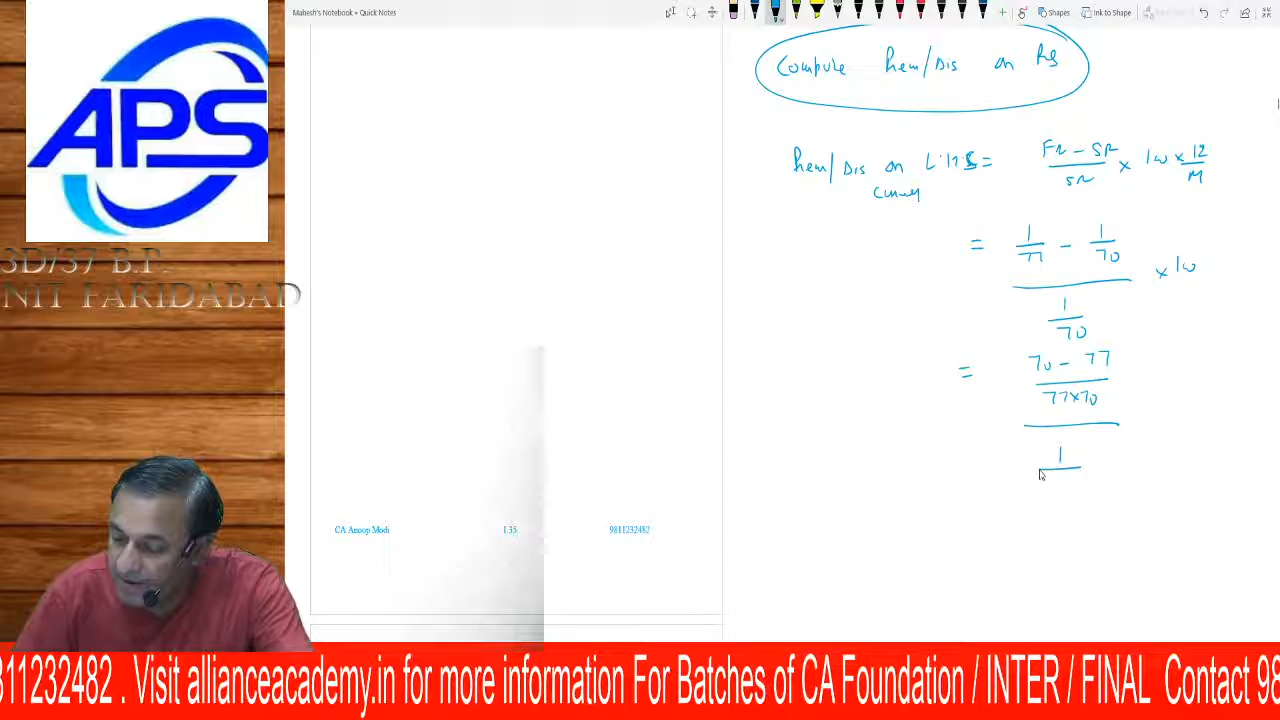 Mahesh's Notebook » Quick Notes
Shapes
Ink to Shape
APS
3D/37 B.P.
NIT FARIDABAD
Compute Prem/Dis on Rs
Prem/Dis on L.H.S = FR - SR / SR × 100 × 12 / M
Currency
= 1/77 - 1/70
× 100
1/70
= 70 - 77
77×70
1
CA Anoop Modi 1.35 9811232482
811232482 . Visit allianceacademy.in for more information For Batches of CA Foundation / INTER / FINAL Contact 98